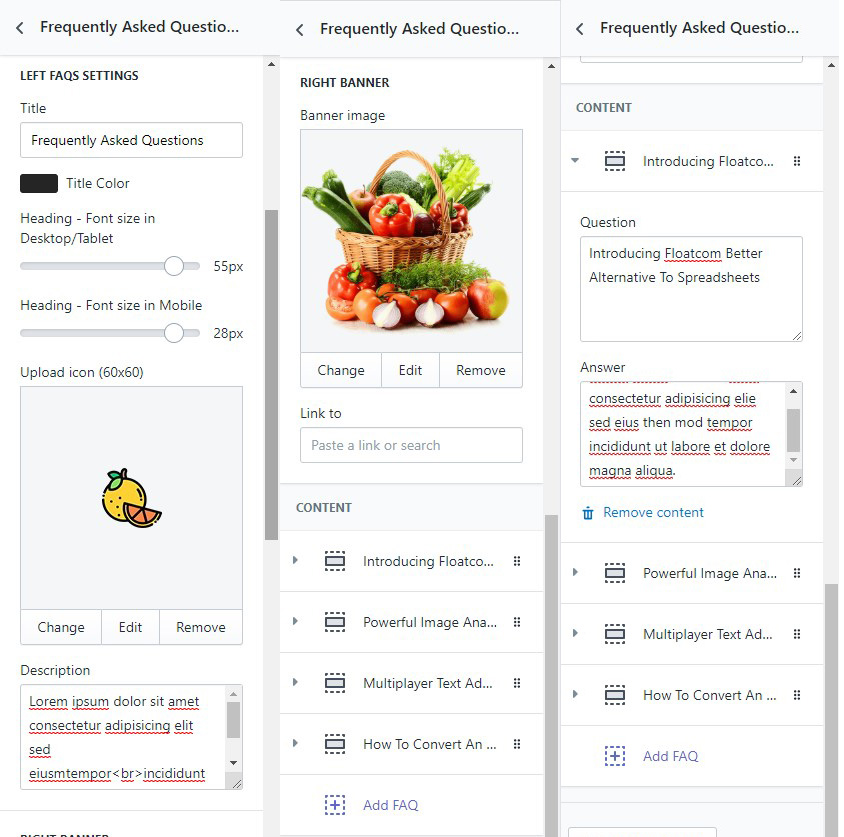 Frequently Asked Questio...
LEFT FAQS SETTINGS
Title
Frequently Asked Questions
Title Color
Heading - Font size in
Desktop/Tablet
55px
Heading - Font size in Mobile
28px
Upload icon (60x60)
Change Edit Remove
Description
Lorem ipsum dolor sit amet
consectetur adipisicing elit
sed
eiusmtempor<br>incididunt
Frequently Asked Questio...
RIGHT BANNER
Banner image
Change Edit Remove
Link to
Paste a link or search
CONTENT
Introducing Floatco...
Powerful Image Ana...
Multiplayer Text Ad...
How To Convert An ...
Add FAQ
Frequently Asked Questio...
CONTENT
Introducing Floatco...
Question
Introducing Floatcom Better
Alternative To Spreadsheets
Answer
consectetur adipisicing elie
sed eius then mod tempor
incididunt ut labore et dolore
magna aliqua.
Remove content
Powerful Image Ana...
Multiplayer Text Ad...
How To Convert An ...
Add FAQ